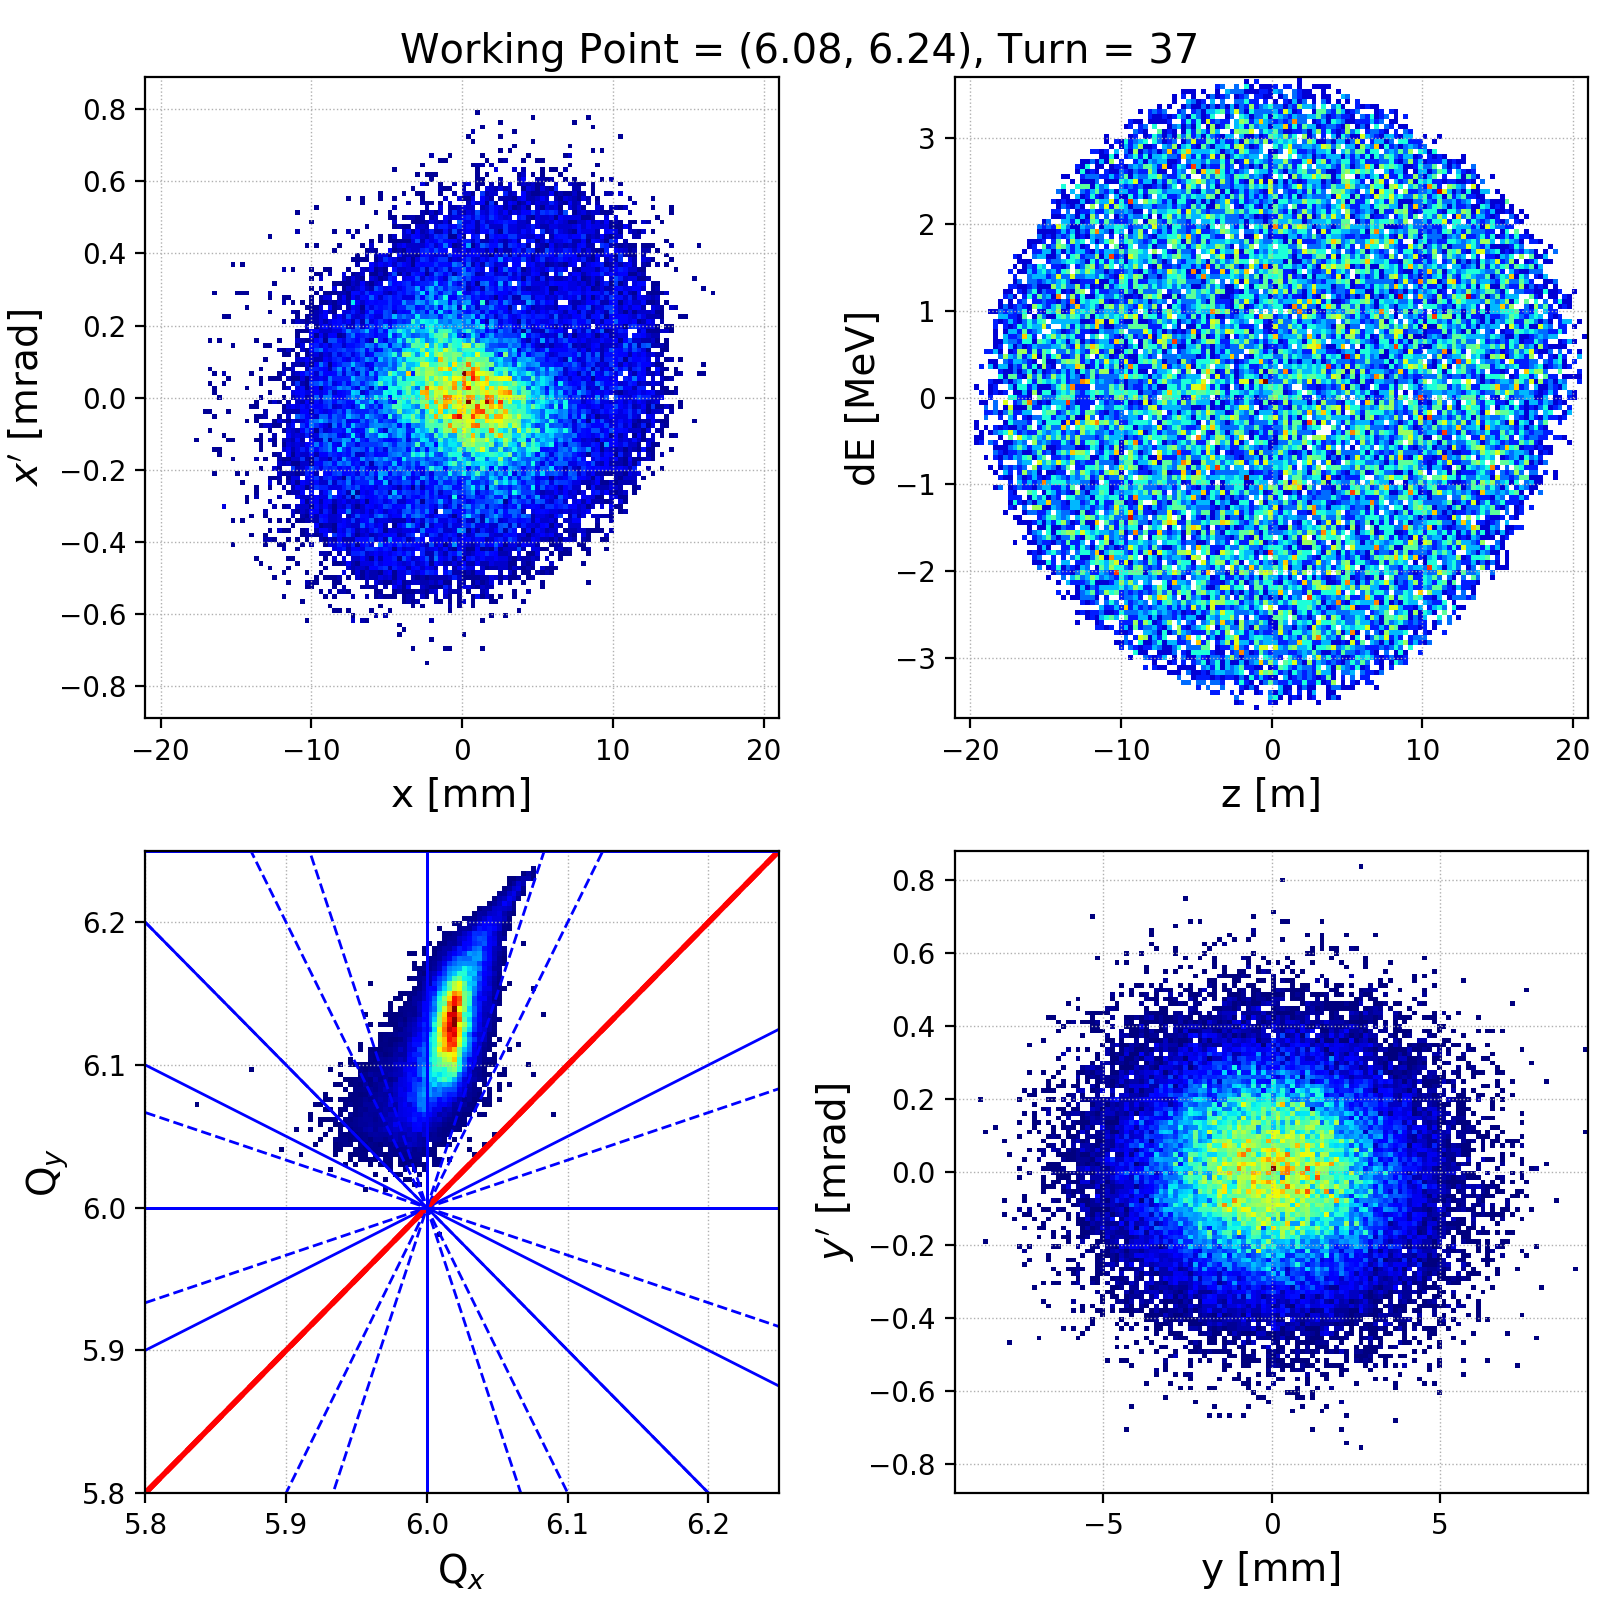 Working Point = (6.08, 6.24), Turn = 37
0.8
0.6
0.4
0.2
0.0
−0.2
−0.4
−0.6
−0.8
x′ [mrad]
−20 −10 0 10 20
x [mm]
3
2
1
0
−1
−2
−3
dE [MeV]
−20 −10 0 10 20
z [m]
6.2
6.1
6.0
5.9
5.8
Qy
5.8 5.9 6.0 6.1 6.2
Qx
0.8
0.6
0.4
0.2
0.0
−0.2
−0.4
−0.6
−0.8
y′ [mrad]
−5 0 5
y [mm]